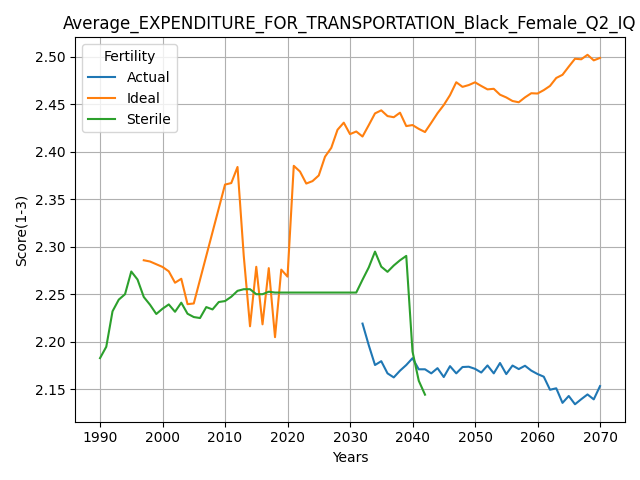 Average_EXPENDITURE_FOR_TRANSPORTATION_Black_Female_Q2_IQ
Fertility
Actual
Ideal
Sterile
Score(1-3)
2.50
2.45
2.40
2.35
2.30
2.25
2.20
2.15
1990 2000 2010 2020 2030 2040 2050 2060 2070
Years